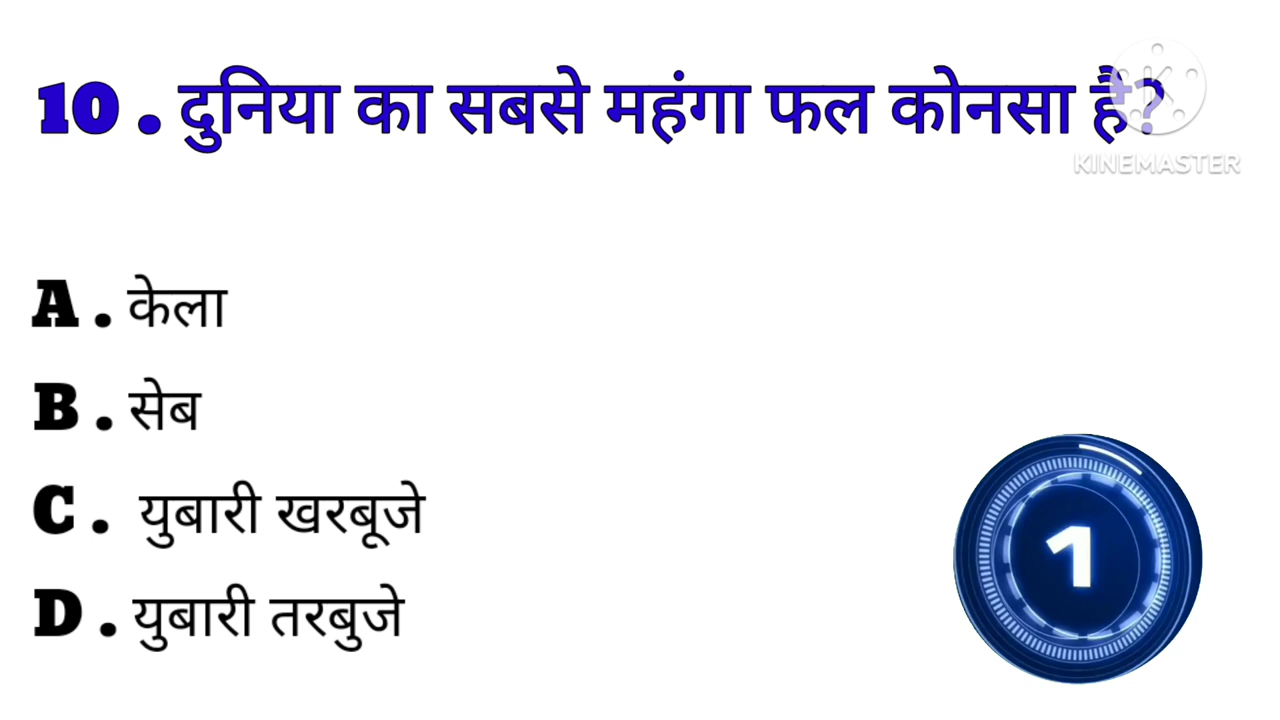 10 . दुनिया का सबसे महंगा फल कोनसा है?
KINEMASTER
A . केला
B . सेब
C . युबारी खरबूजे
D . युबारी तरबुजे
1